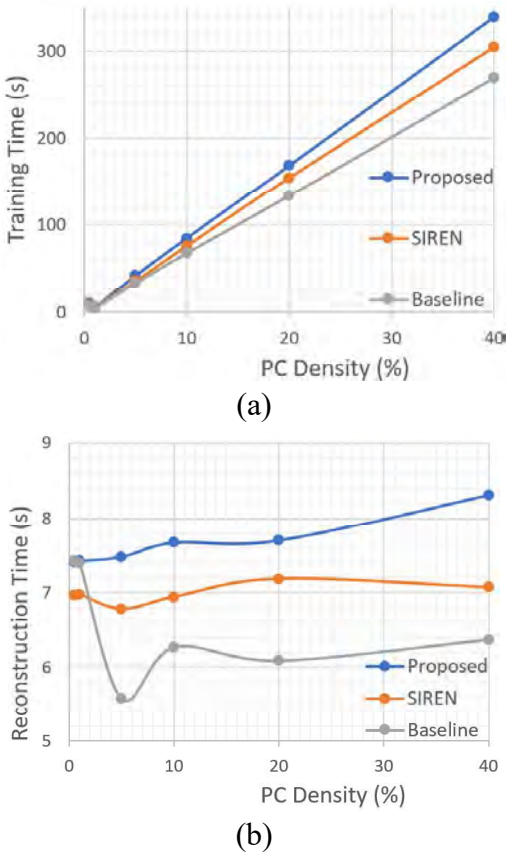 Training Time (s)
300
200
100
0
0
10
20
30
40
PC Density (%)
Proposed
SIREN
Baseline
(a)
Reconstruction Time (s)
9
8
7
6
5
0
10
20
30
40
PC Density (%)
Proposed
SIREN
Baseline
(b)